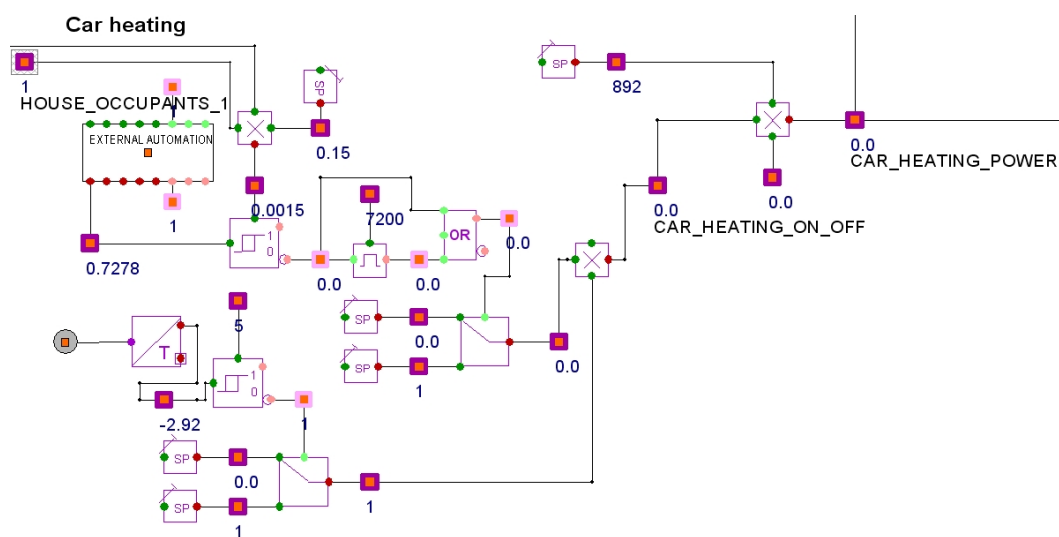 Car heating
1
HOUSE_OCCUPANTS_1
1
SP
0.15
EXTERNAL AUTOMATION
1
0.7278
0.0015
1
0
0.0
7200
0.0
OR
0.0
SP
892
0.0
CAR_HEATING_POWER
0.0
0.0
CAR_HEATING_ON_OFF
SP
0.0
SP
1
0.0
T
5
1
0
-2.92
1
SP
0.0
SP
1
1